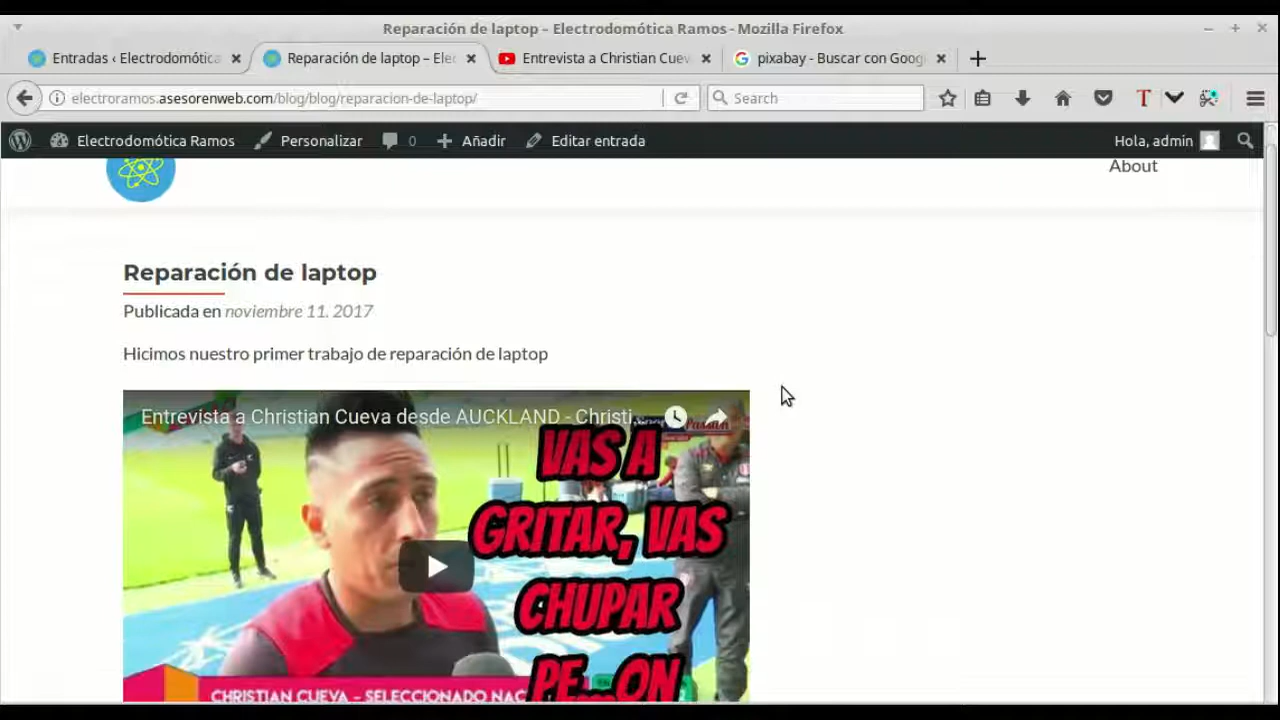 Reparación de laptop – Electrodomótica Ramos - Mozilla Firefox
Entradas ‹ Electrodomótica
Reparación de laptop – Elec
Entrevista a Christian Cuev
pixabay - Buscar con Goog
electroramos.asesorenweb.com/blog/blog/reparacion-de-laptop/
Search
Electrodomótica Ramos
Personalizar
0
Añadir
Editar entrada
Hola, admin
About
Reparación de laptop
Publicada en noviembre 11, 2017
Hicimos nuestro primer trabajo de reparación de laptop
Entrevista a Christian Cueva desde AUCKLAND - Christi...
VAS A
GRITAR, VAS
CHUPAR
PE...ON
CHRISTIAN CUEVA – SELECCIONADO NAC